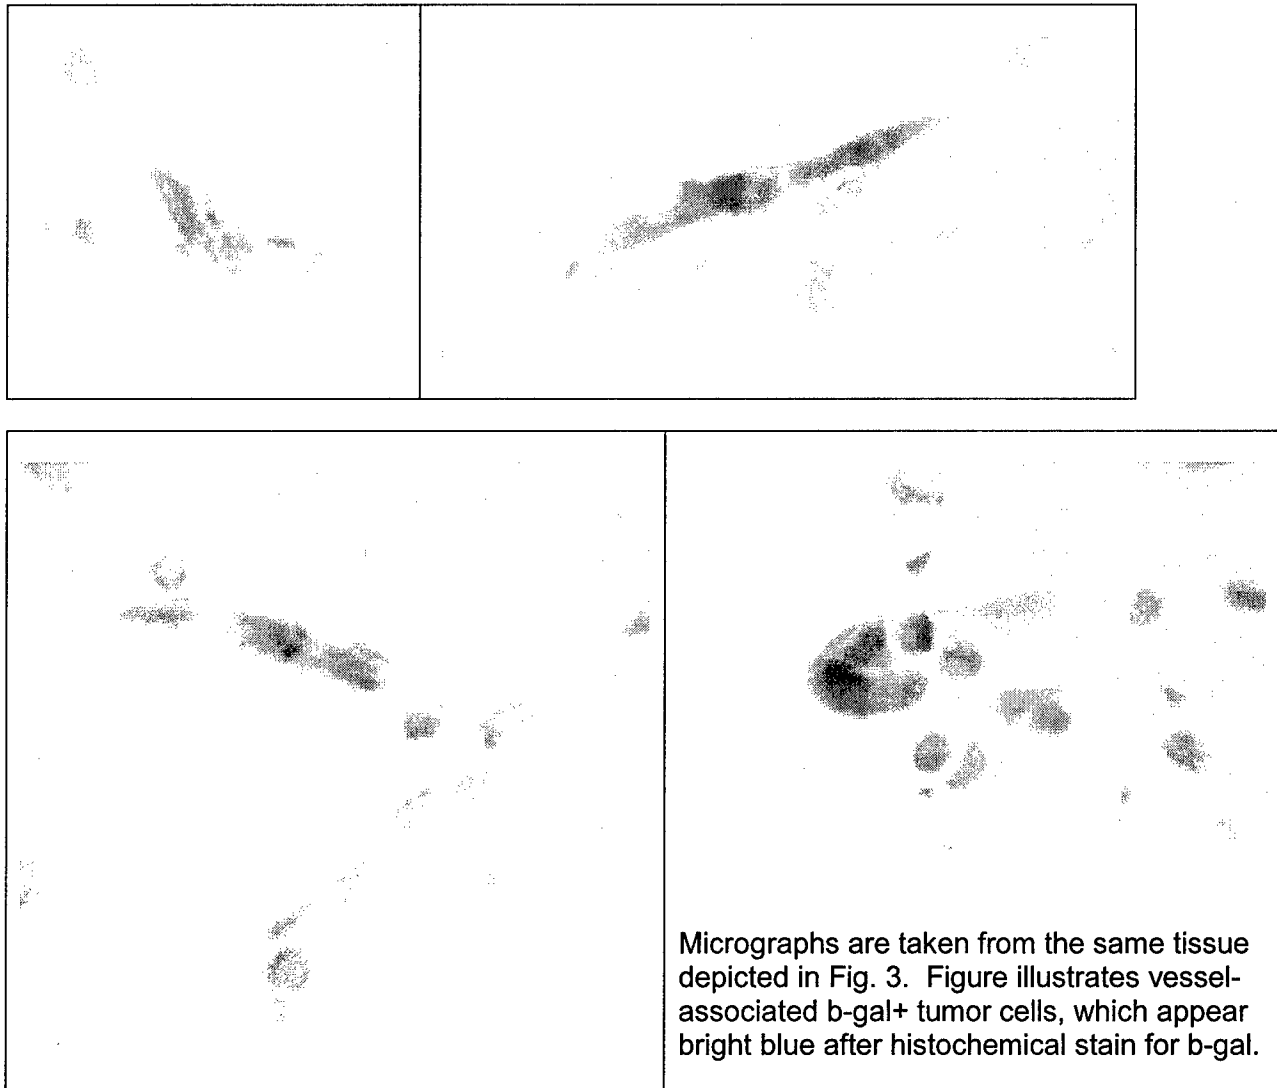 Micrographs are taken from the same tissue
depicted in Fig. 3.  Figure illustrates vessel-
associated b-gal+ tumor cells, which appear
bright blue after histochemical stain for b-gal.